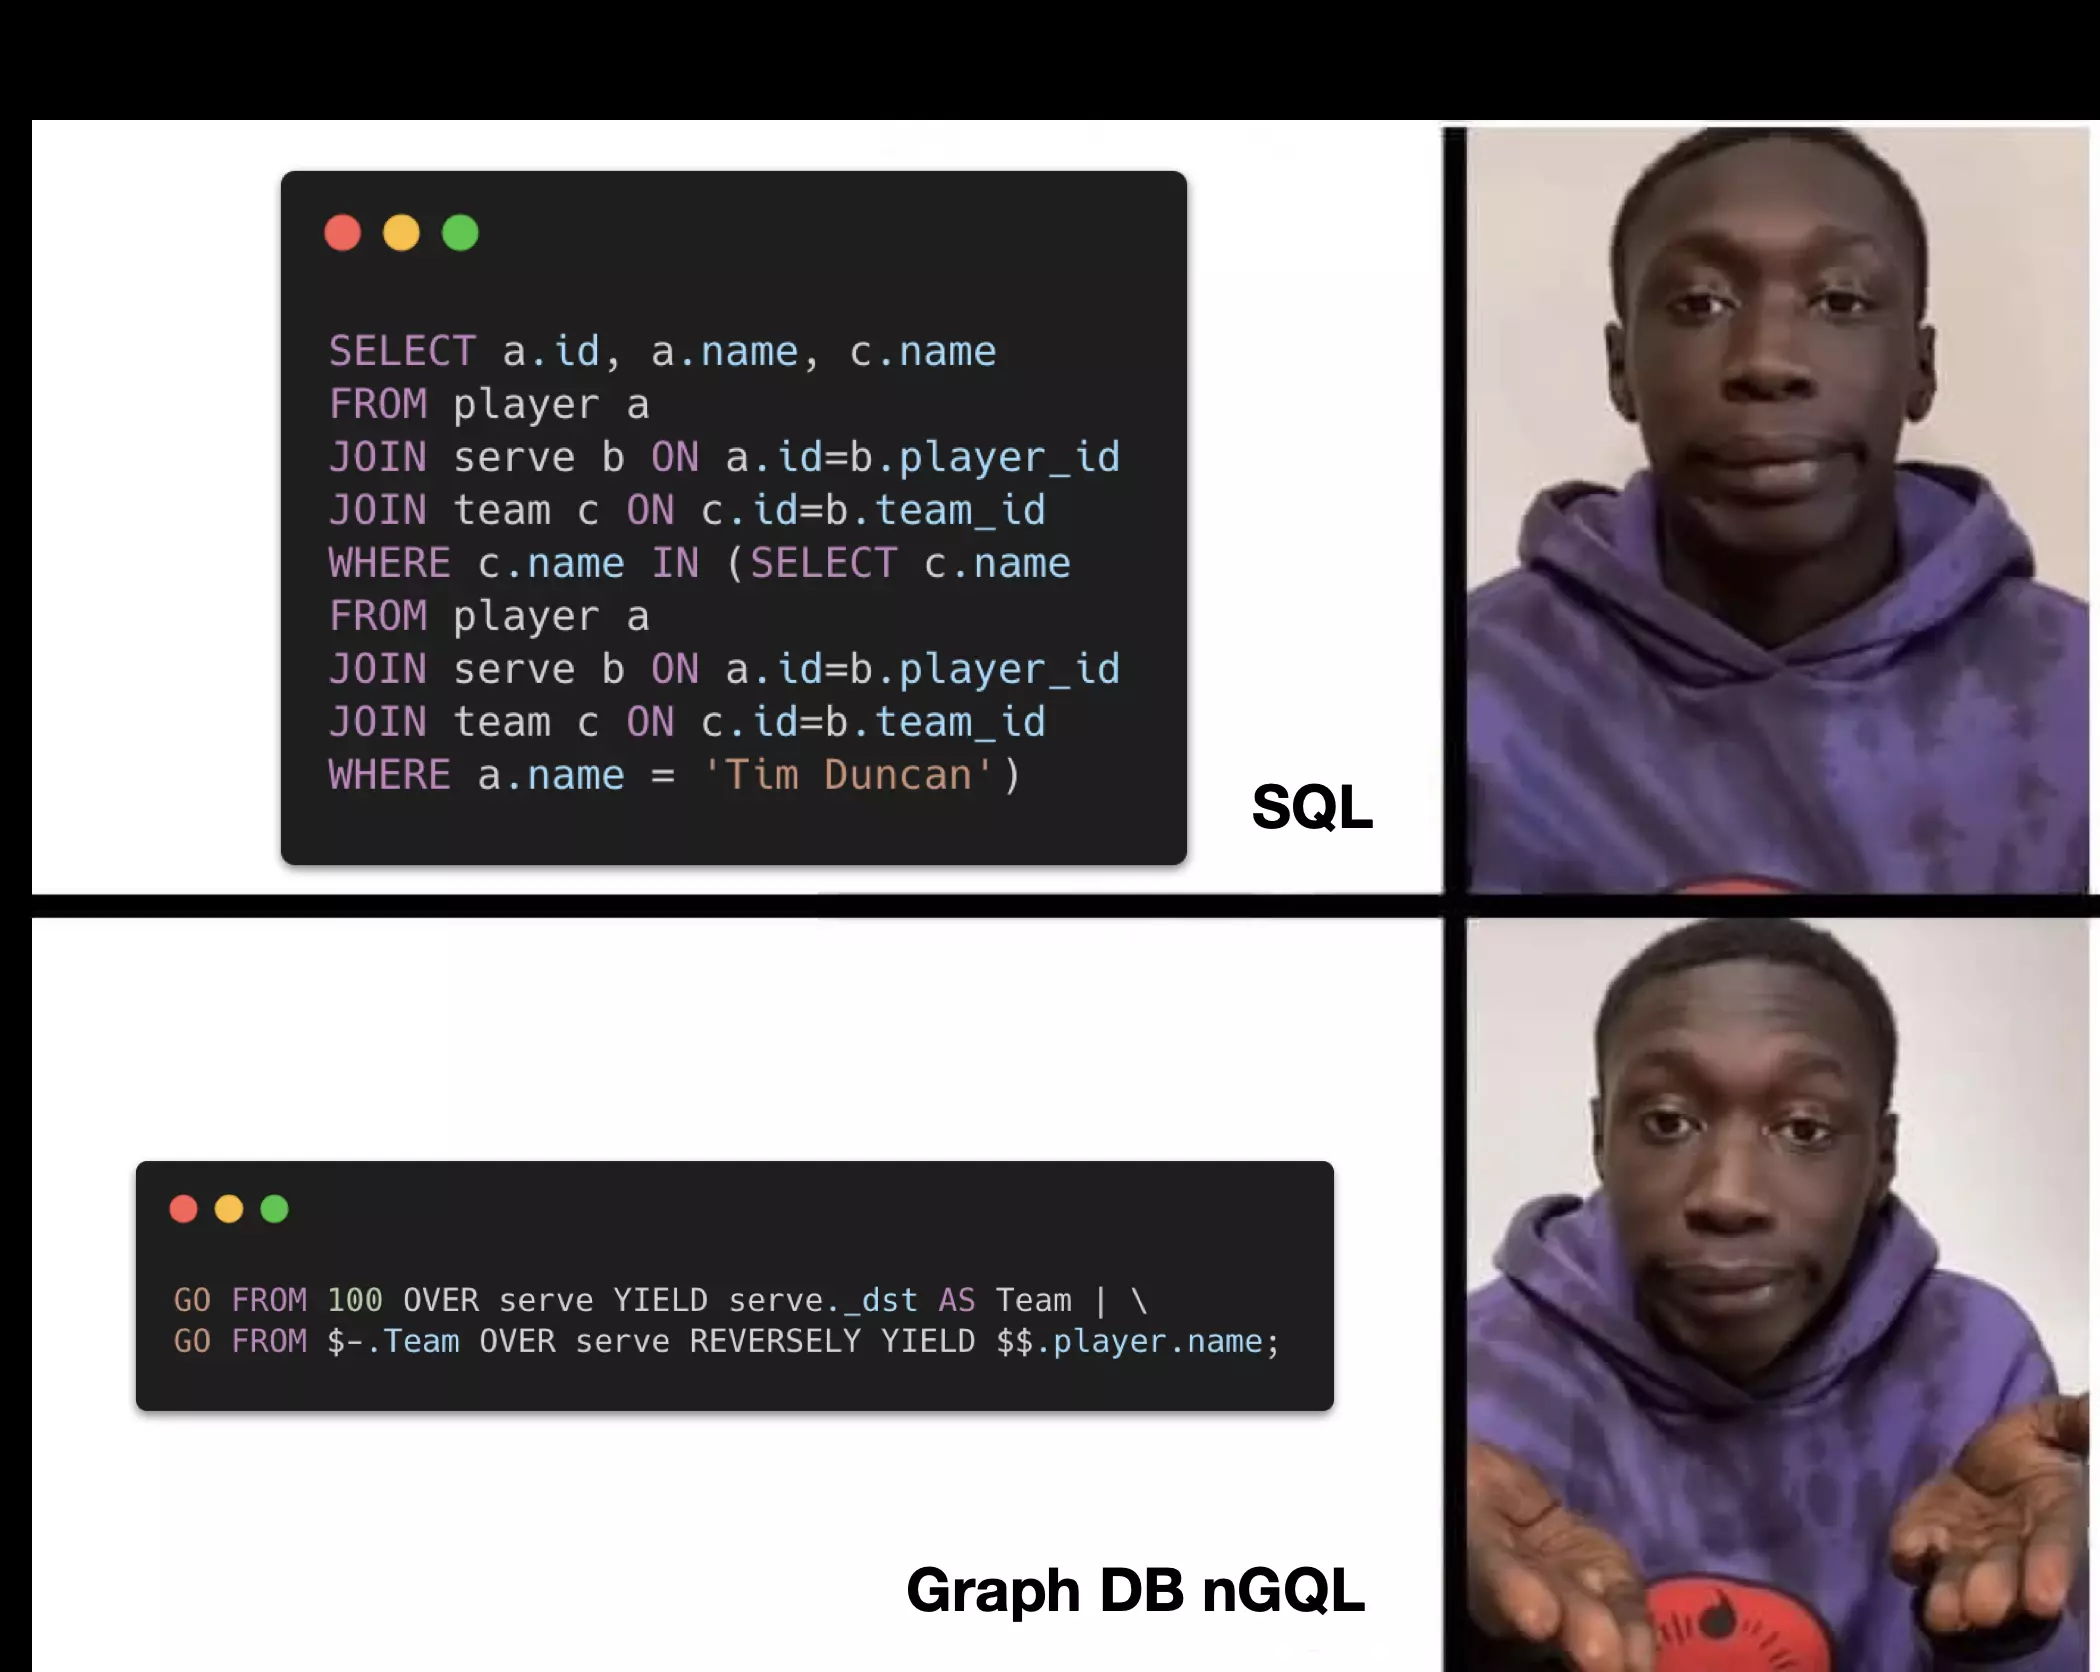 SELECT a.id, a.name, c.name
FROM player a
JOIN serve b ON a.id=b.player_id
JOIN team c ON c.id=b.team_id
WHERE c.name IN (SELECT c.name
FROM player a
JOIN serve b ON a.id=b.player_id
JOIN team c ON c.id=b.team_id
WHERE a.name = 'Tim Duncan')
SQL
GO FROM 100 OVER serve YIELD serve._dst AS Team | \
GO FROM $-.Team OVER serve REVERSELY YIELD $$.player.name;
Graph DB nGQL